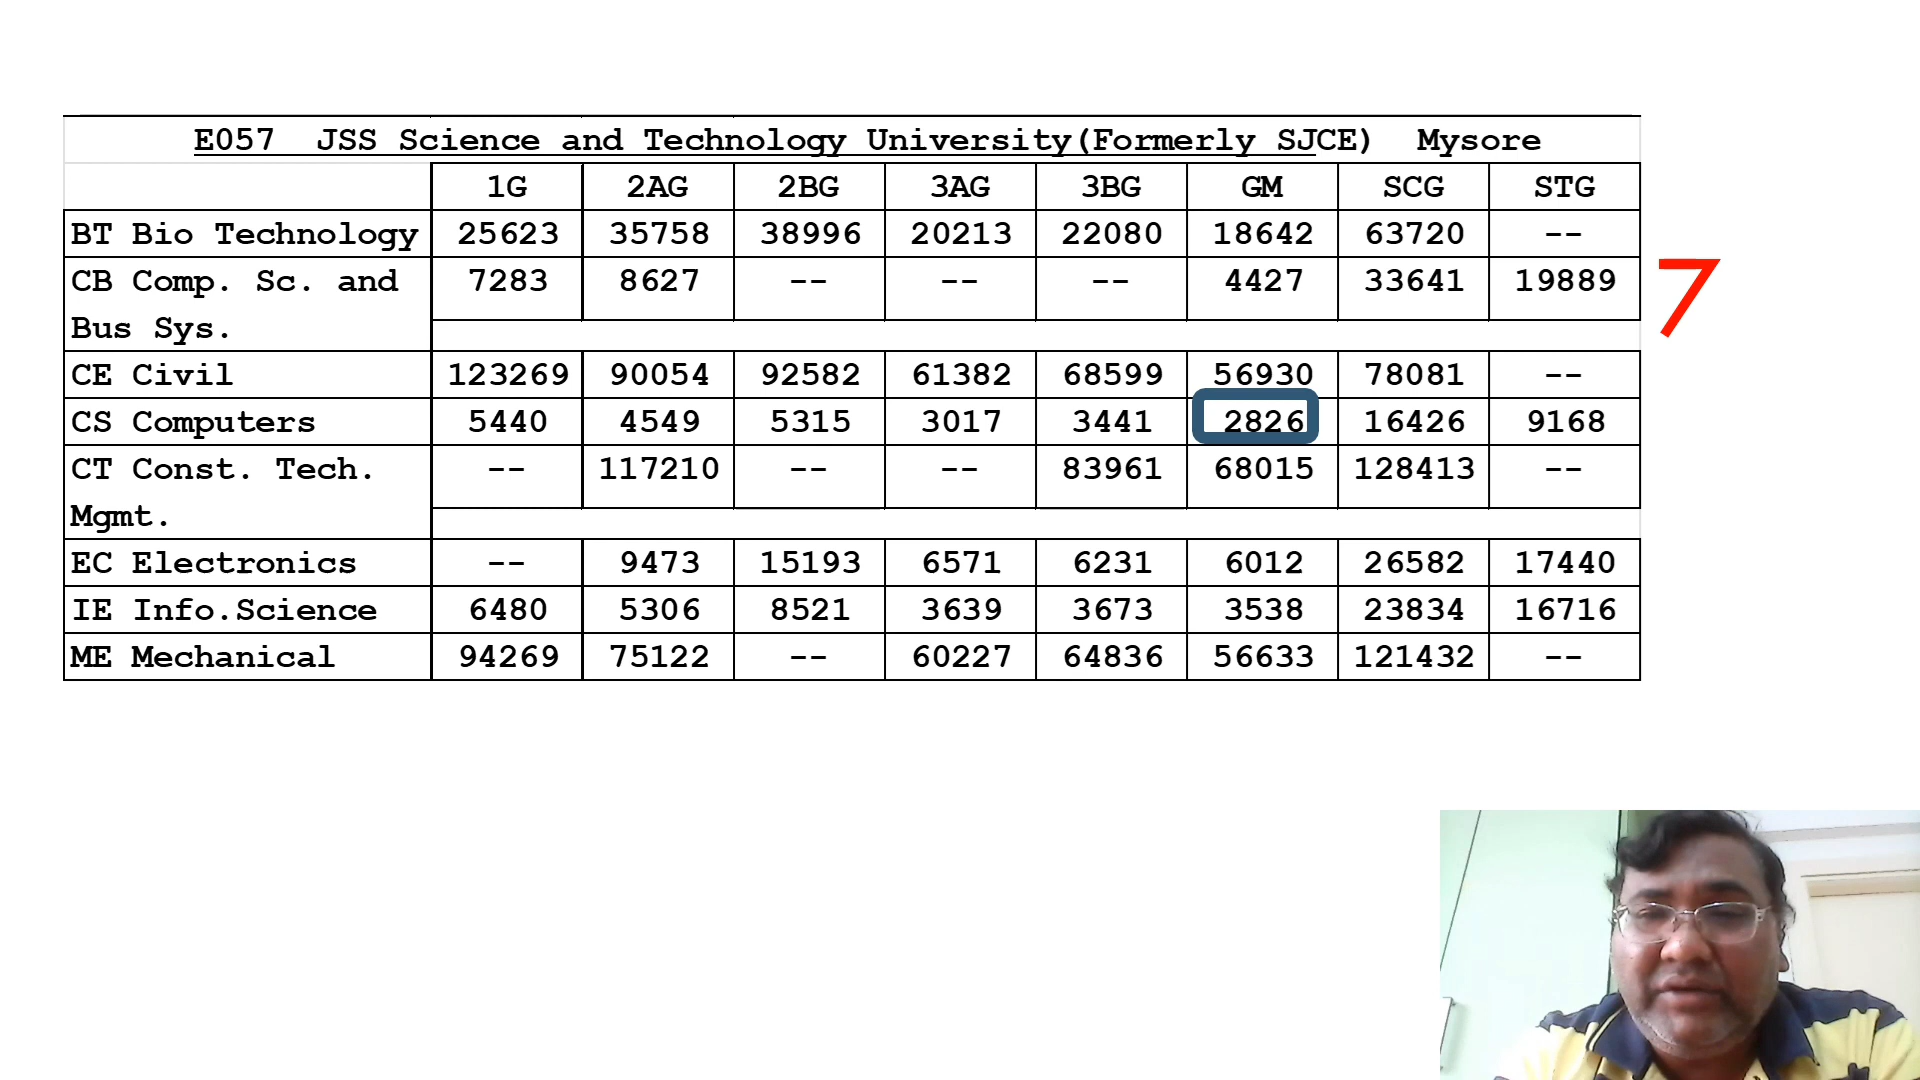 E057 JSS Science and Technology University(Formerly SJCE) Mysore
1G 2AG 2BG 3AG 3BG GM SCG STG
BT Bio Technology 25623 35758 38996 20213 22080 18642 63720 --
CB Comp. Sc. and 7283 8627 -- -- -- 4427 33641 19889
Bus Sys.
7
CE Civil 123269 90054 92582 61382 68599 56930 78081 --
CS Computers 5440 4549 5315 3017 3441 2826 16426 9168
CT Const. Tech. -- 117210 -- -- 83961 68015 128413 --
Mgmt.
EC Electronics -- 9473 15193 6571 6231 6012 26582 17440
IE Info.Science 6480 5306 8521 3639 3673 3538 23834 16716
ME Mechanical 94269 75122 -- 60227 64836 56633 121432 --